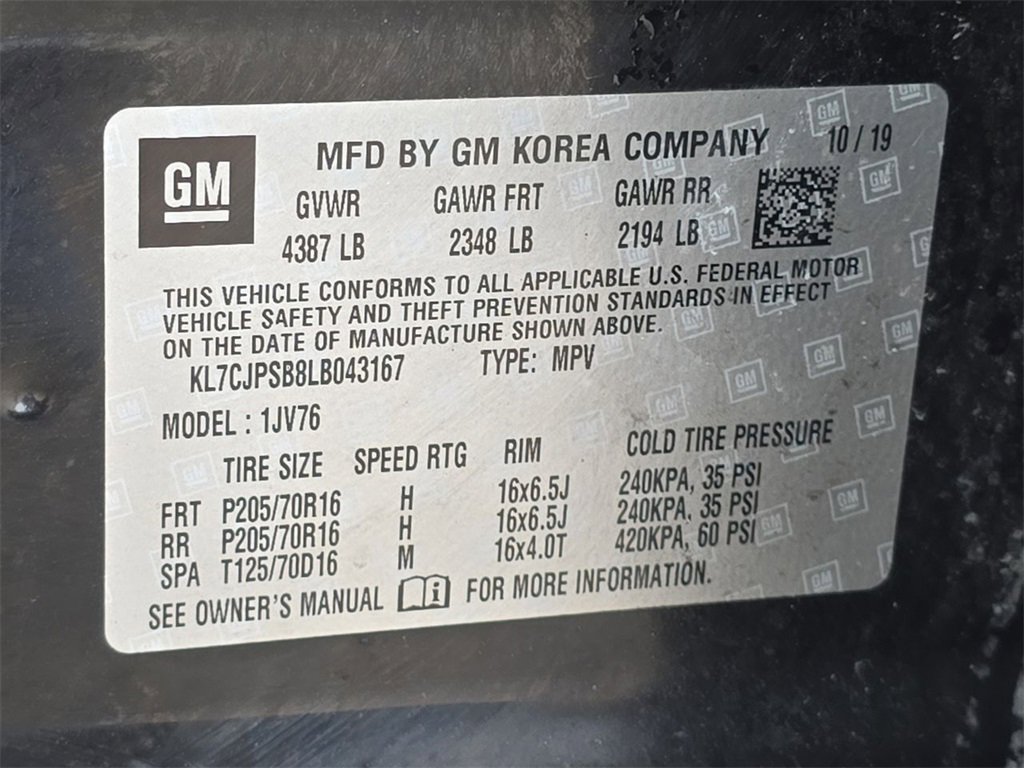 GM
MFD BY GM KOREA COMPANY 10 / 19
GVWR GAWR FRT GAWR RR
4387 LB 2348 LB 2194 LB
THIS VEHICLE CONFORMS TO ALL APPLICABLE U.S. FEDERAL MOTOR
VEHICLE SAFETY AND THEFT PREVENTION STANDARDS IN EFFECT
ON THE DATE OF MANUFACTURE SHOWN ABOVE.
KL7CJPSB8LB043167 TYPE: MPV
MODEL : 1JV76
TIRE SIZE SPEED RTG RIM COLD TIRE PRESSURE
FRT P205/70R16 H 16x6.5J 240KPA, 35 PSI
RR P205/70R16 H 16x6.5J 240KPA, 35 PSI
SPA T125/70D16 M 16x4.0T 420KPA, 60 PSI
SEE OWNER'S MANUAL FOR MORE INFORMATION.